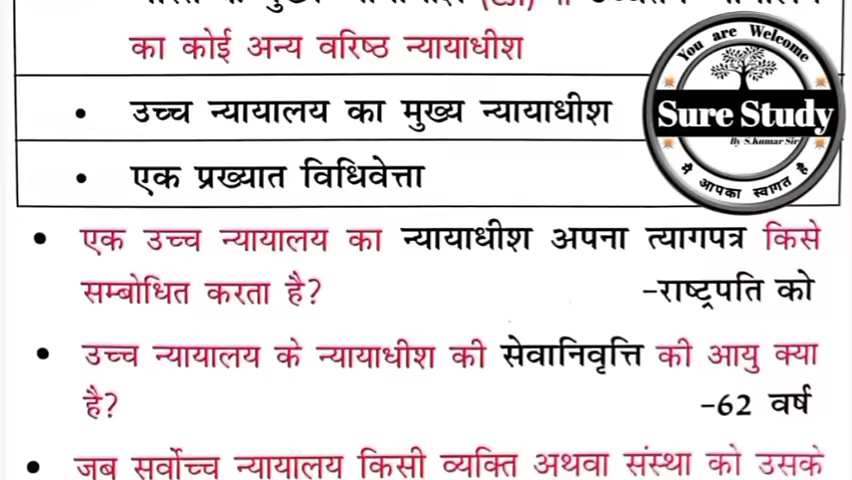 का कोई अन्य वरिष्ठ न्यायाधीश
• उच्च न्यायालय का मुख्य न्यायाधीश
• एक प्रख्यात विधिवेत्ता
You are Welcome
Sure Study
By S.Kumar Sir
मै आपका स्वागत है
• एक उच्च न्यायालय का न्यायाधीश अपना त्यागपत्र किसे
सम्बोधित करता है? -राष्ट्रपति को
• उच्च न्यायालय के न्यायाधीश की सेवानिवृत्ति की आयु क्या
है? -62 वर्ष
• जब सर्वोच्च न्यायालय किसी व्यक्ति अथवा संस्था को उसके